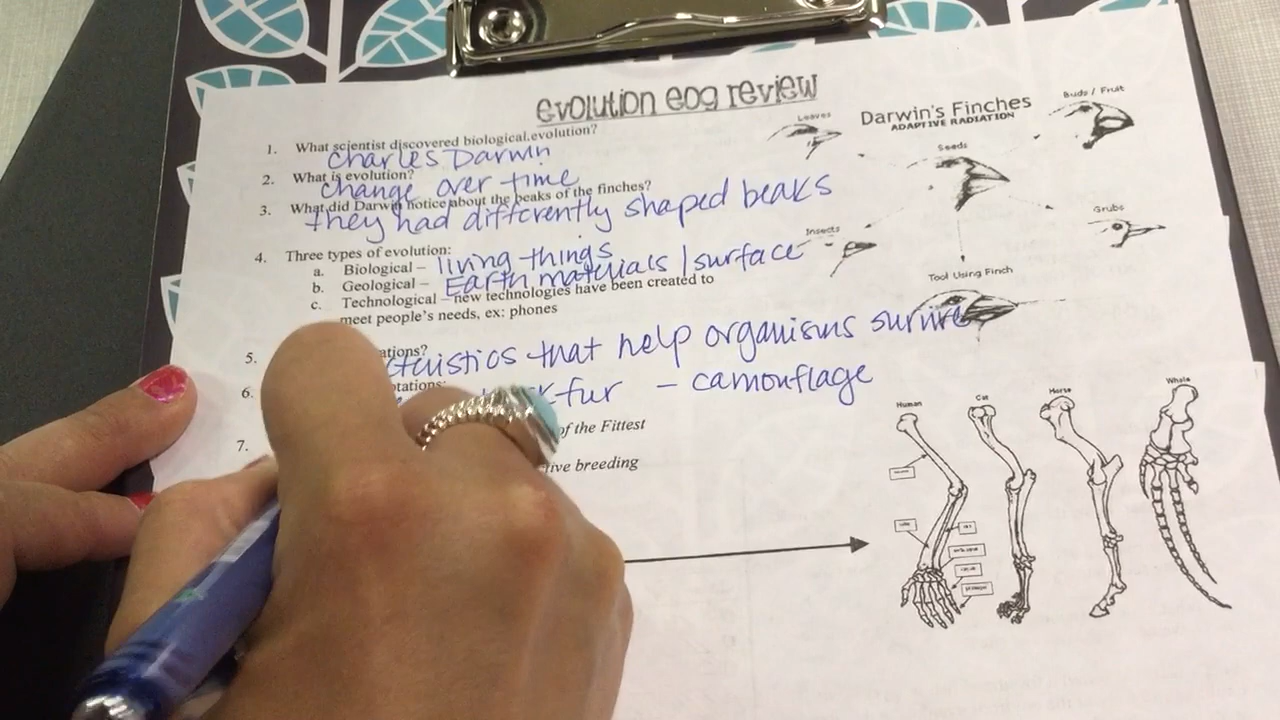 evolution eog review
1. What scientist discovered biological evolution?
Charles Darwin
2. What is evolution?
change over time
3. What did Darwin notice about the beaks of the finches?
they had differently shaped beaks
4. Three types of evolution:
a. Biological – living things
b. Geological – Earth materials / surface
c. Technological – new technologies have been created to
meet people's needs, ex: phones
5.
that help organisms survive
6. fur – camouflage
of the Fittest
7.
breeding
Darwin's Finches
ADAPTIVE RADIATION
Leaves
Buds / Fruit
Seeds
Insects
Grubs
Tool Using Finch
Human
Cat
Horse
Whale